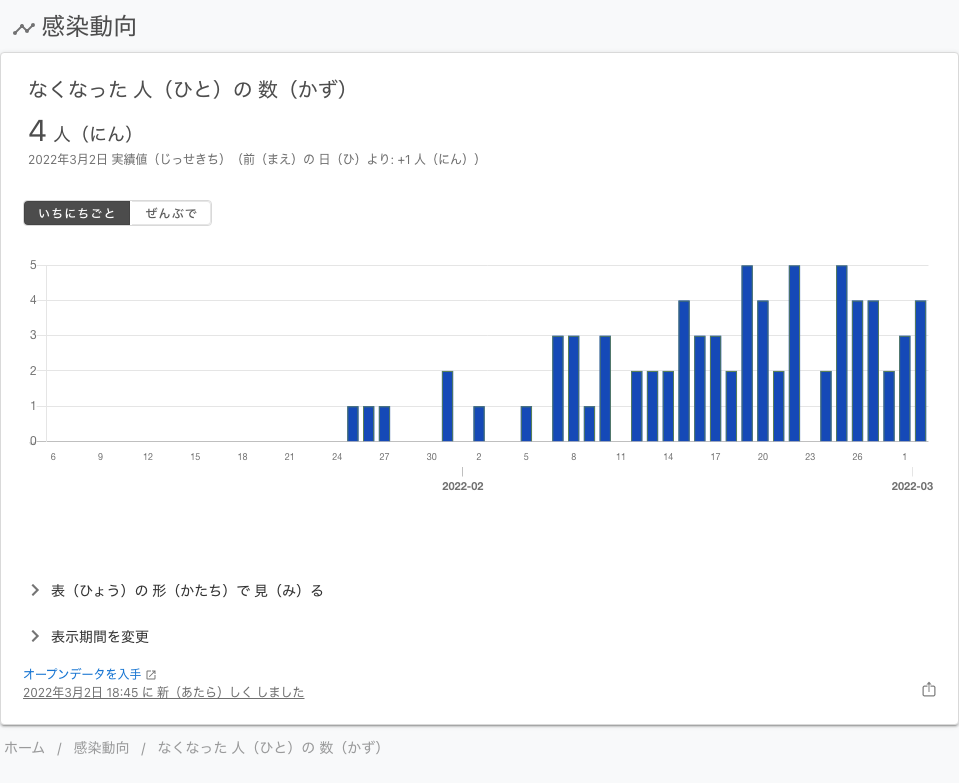 感染動向
なくなった 人（ひと）の 数（かず）
4 人（にん）
2022年3月2日 実績値（じっせきち）（前（まえ）の 日（ひ）より: +1 人（にん））
いちにちごと ぜんぶで
5
4
3
2
1
0
6 9 12 15 18 21 24 27 30 2 5 8 11 14 17 20 23 26 1
2022-02 2022-03
表（ひょう）の 形（かたち）で 見（み）る
表示期間を変更
オープンデータを入手
2022年3月2日 18:45 に 新（あたら）しく しました
ホーム / 感染動向 / なくなった 人（ひと）の 数（かず）